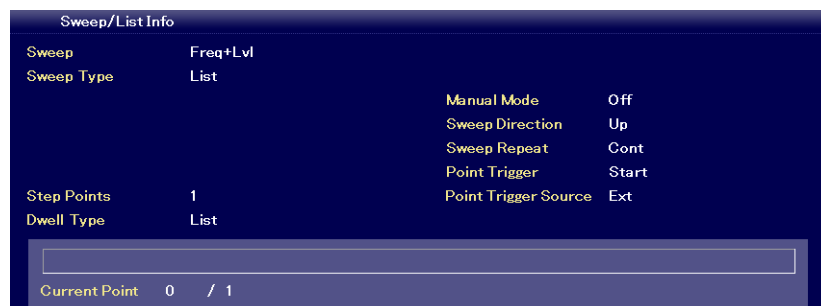 Sweep/List Info
Sweep Freq+Lvl
Sweep Type List
Manual Mode Off
Sweep Direction Up
Sweep Repeat Cont
Point Trigger Start
Step Points 1 Point Trigger Source Ext
Dwell Type List
Current Point 0 / 1